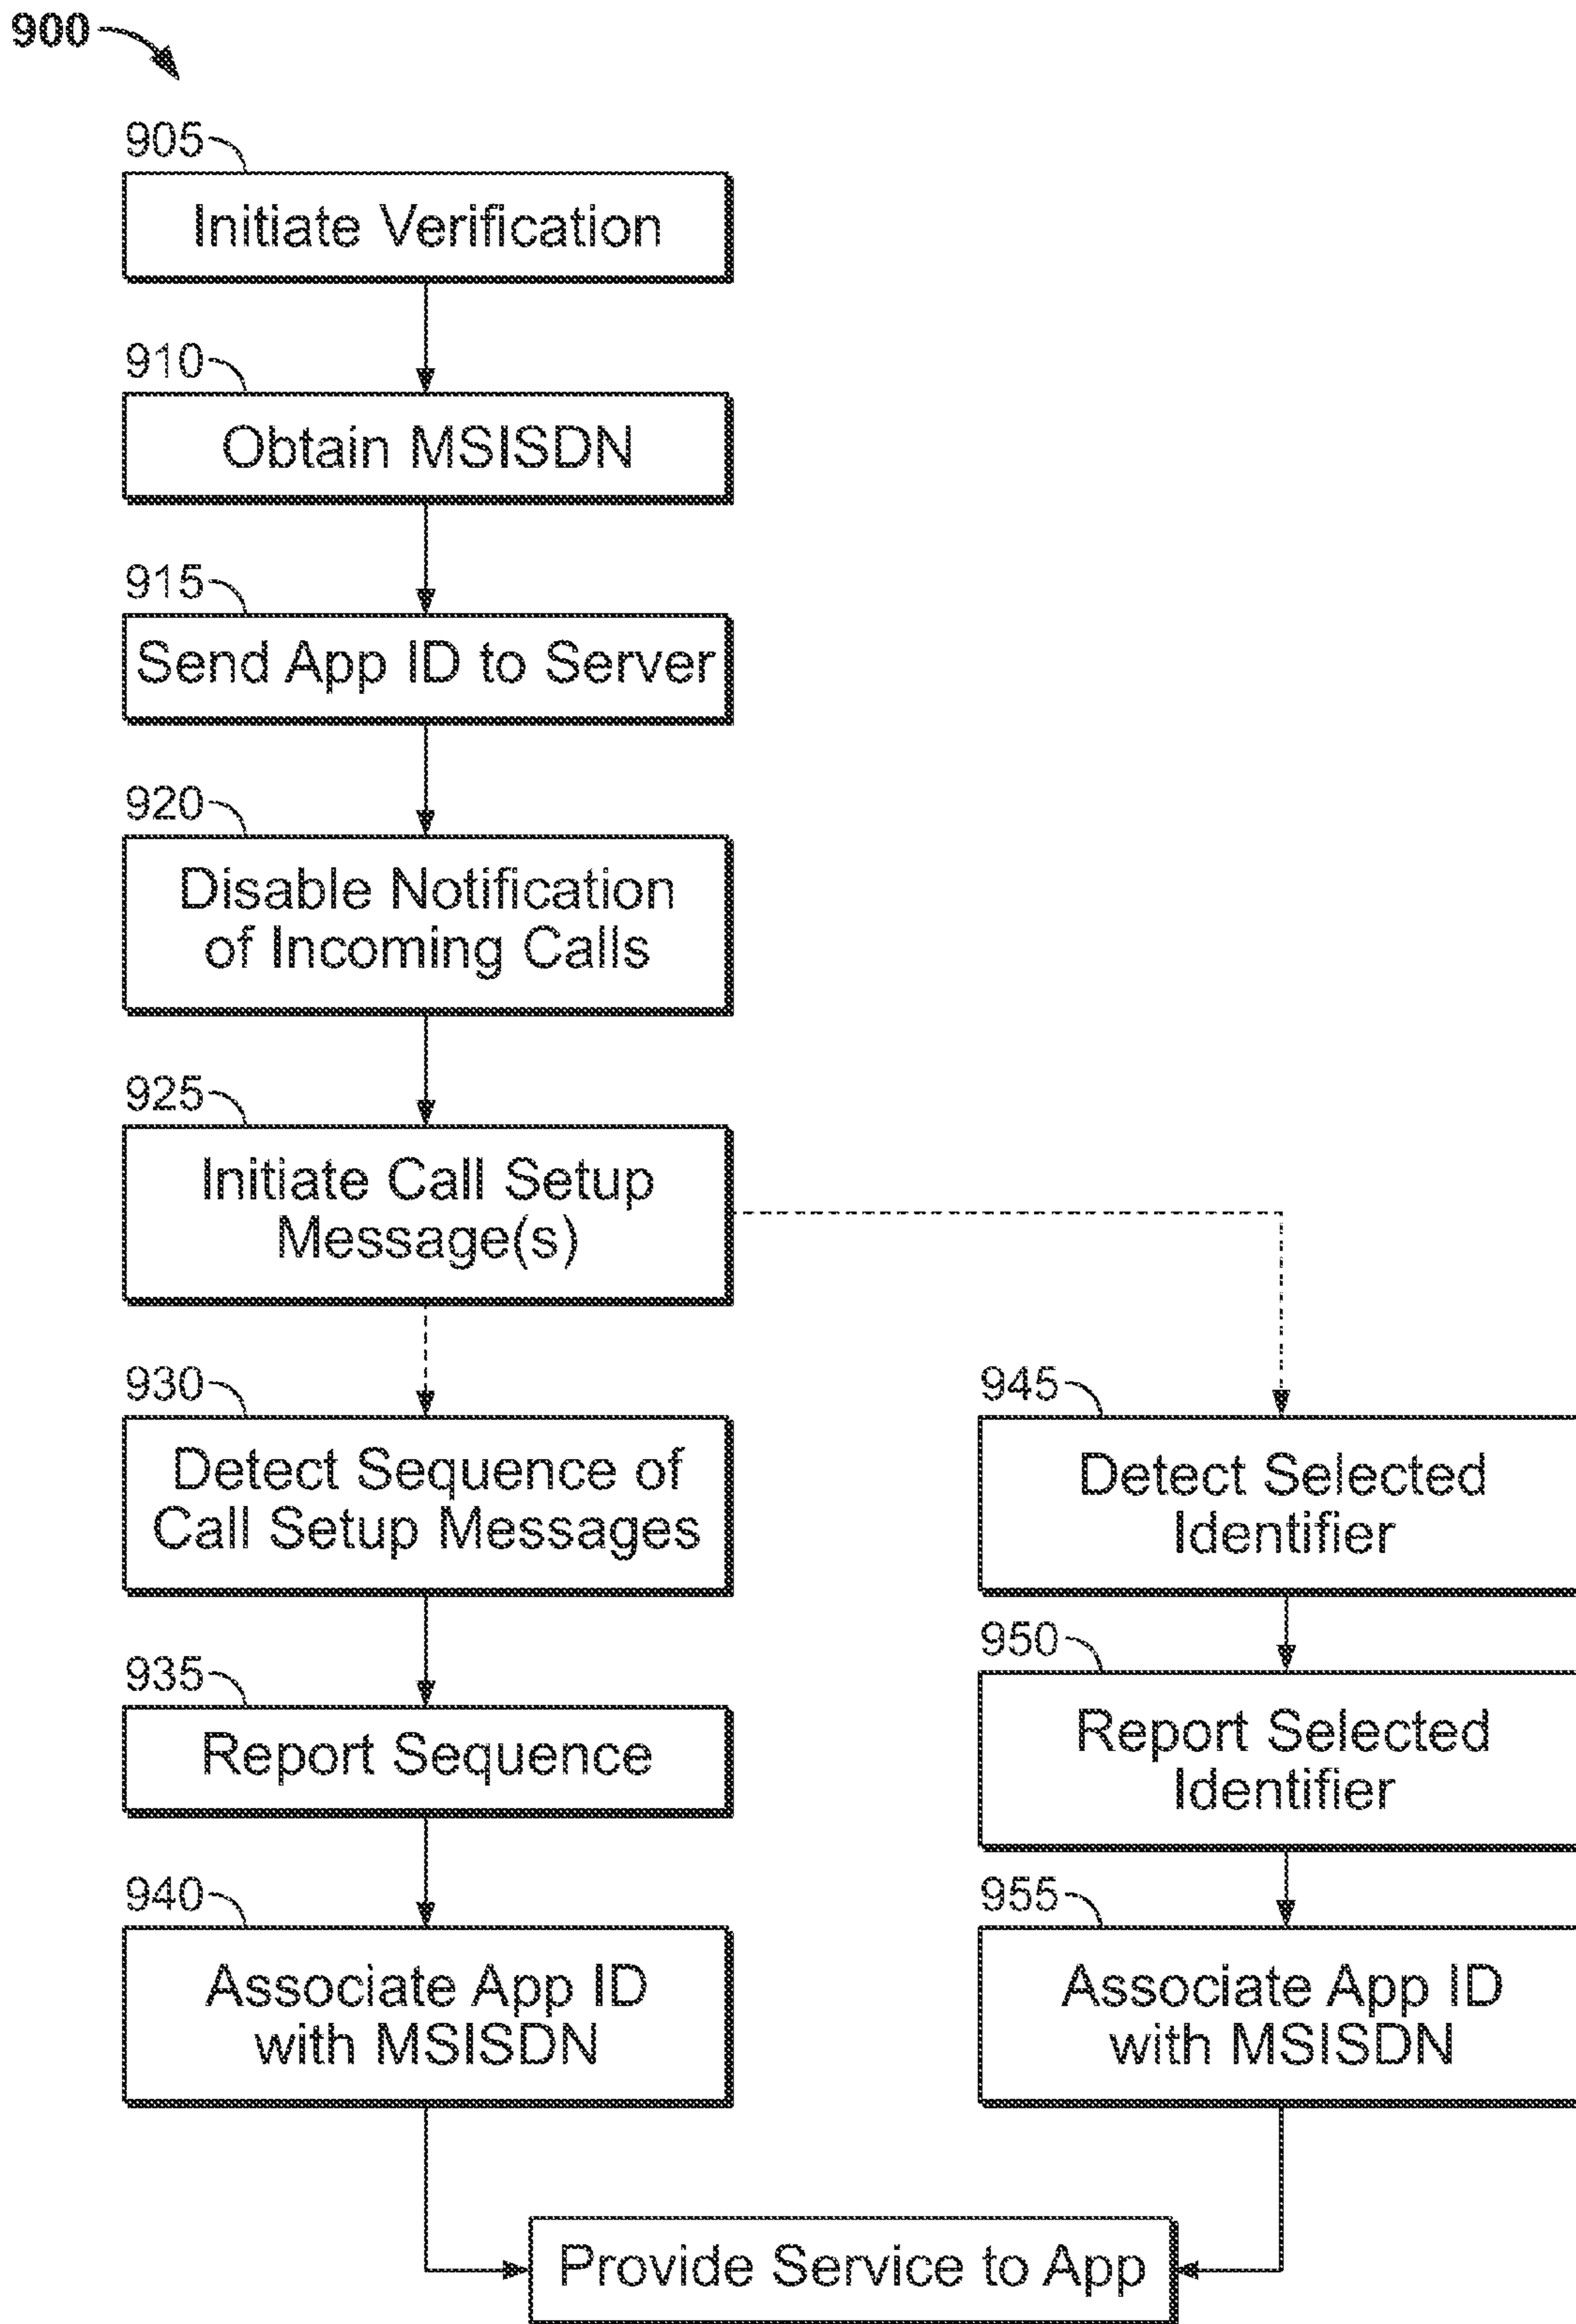 900
905
Initiate Verification
910
Obtain MSISDN
915
Send App ID to Server
920
Disable Notification
of Incoming Calls
925
Initiate Call Setup
Message(s)
930
Detect Sequence of
Call Setup Messages
935
Report Sequence
940
Associate App ID
with MSISDN
945
Detect Selected
Identifier
950
Report Selected
Identifier
955
Associate App ID
with MSISDN
Provide Service to App